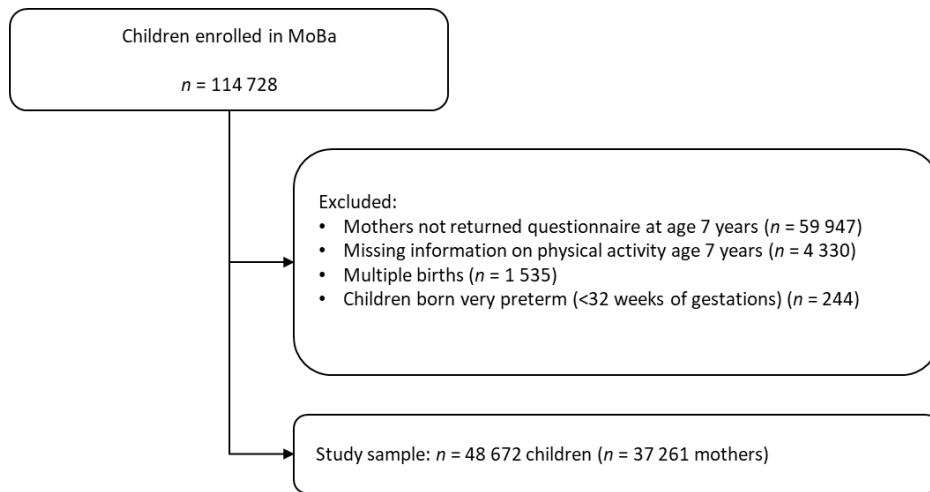 Children enrolled in MoBa
n = 114 728
Excluded:
• Mothers not returned questionnaire at age 7 years (n = 59 947)
• Missing information on physical activity age 7 years (n = 4 330)
• Multiple births (n = 1 535)
• Children born very preterm (<32 weeks of gestations) (n = 244)
Study sample: n = 48 672 children (n = 37 261 mothers)